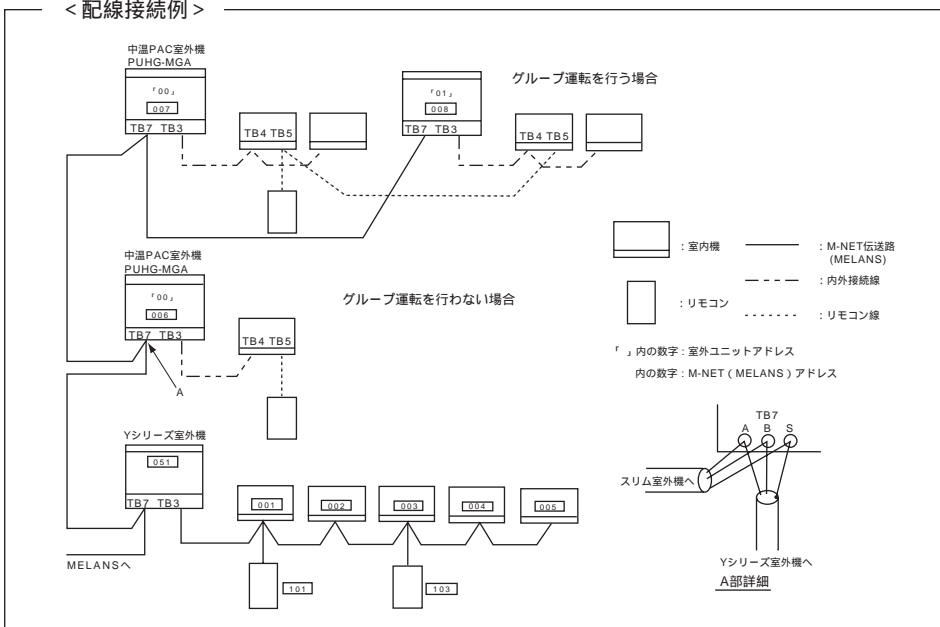 ＜配線接続例＞
中温PAC室外機
PUHG-MGA
「00」
007
TB7 TB3
TB4 TB5
「01」
008
TB7 TB3
TB4 TB5
グループ運転を行う場合
：室内機
：M-NET伝送路
(MELANS)
：内外接続線
：リモコン
：リモコン線
「 」内の数字：室外ユニットアドレス
内の数字：M-NET（MELANS）アドレス
中温PAC室外機
PUHG-MGA
「00」
006
TB7 TB3
TB4 TB5
A
グループ運転を行わない場合
Yシリーズ室外機
051
TB7 TB3
MELANSへ
001
002
003
004
005
101
103
TB7
A B S
スリム室外機へ
Yシリーズ室外機へ
A部詳細